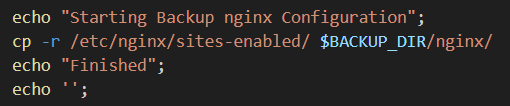 echo "Starting Backup nginx Configuration";
cp -r /etc/nginx/sites-enabled/ $BACKUP_DIR/nginx/
echo "Finished";
echo '';